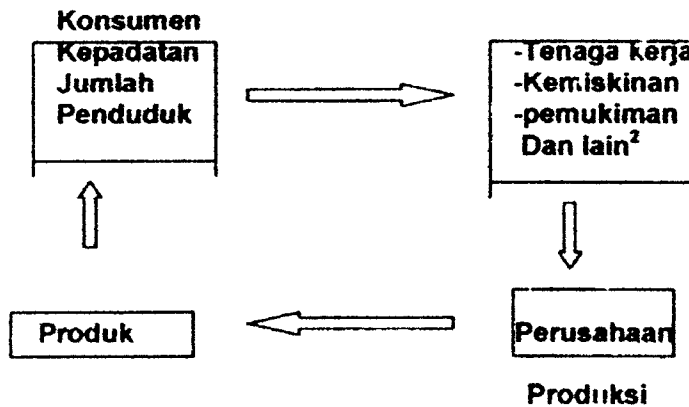 Konsumen
Kepadatan
Jumlah
Penduduk
-Tenaga kerja
-Kemiskinan
-pemukiman
Dan lain²
Produk
Perusahaan
Produksi